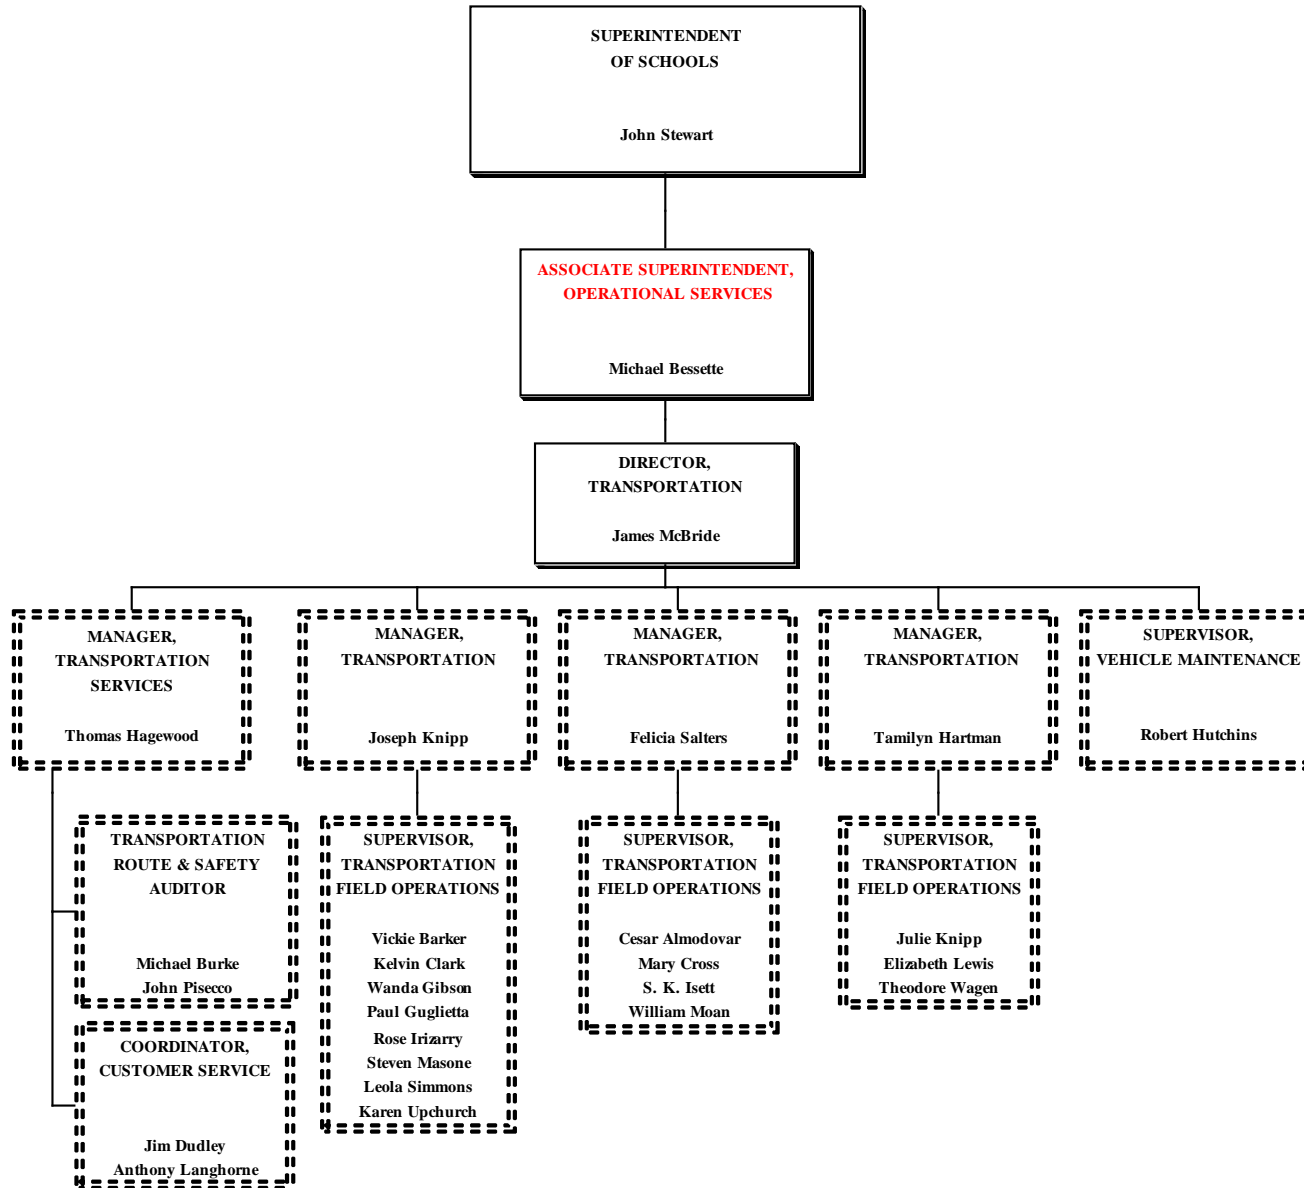 SUPERINTENDENT
OF SCHOOLS
John Stewart
ASSOCIATE SUPERINTENDENT,
OPERATIONAL SERVICES
Michael Bessette
DIRECTOR,
TRANSPORTATION
James McBride
MANAGER,
TRANSPORTATION
SERVICES
Thomas Hagewood
MANAGER,
TRANSPORTATION
Joseph Knipp
MANAGER,
TRANSPORTATION
Felicia Salters
MANAGER,
TRANSPORTATION
Tamilyn Hartman
SUPERVISOR,
VEHICLE MAINTENANCE
Robert Hutchins
TRANSPORTATION
ROUTE & SAFETY
AUDITOR
Michael Burke
John Pisecco
COORDINATOR,
CUSTOMER SERVICE
Jim Dudley
Anthony Langhorne
SUPERVISOR,
TRANSPORTATION
FIELD OPERATIONS
Vickie Barker
Kelvin Clark
Wanda Gibson
Paul Guglietta
Rose Irizarry
Steven Masone
Leola Simmons
Karen Upchurch
SUPERVISOR,
TRANSPORTATION
FIELD OPERATIONS
Cesar Almodovar
Mary Cross
S. K. Isett
William Moan
SUPERVISOR,
TRANSPORTATION
FIELD OPERATIONS
Julie Knipp
Elizabeth Lewis
Theodore Wagen